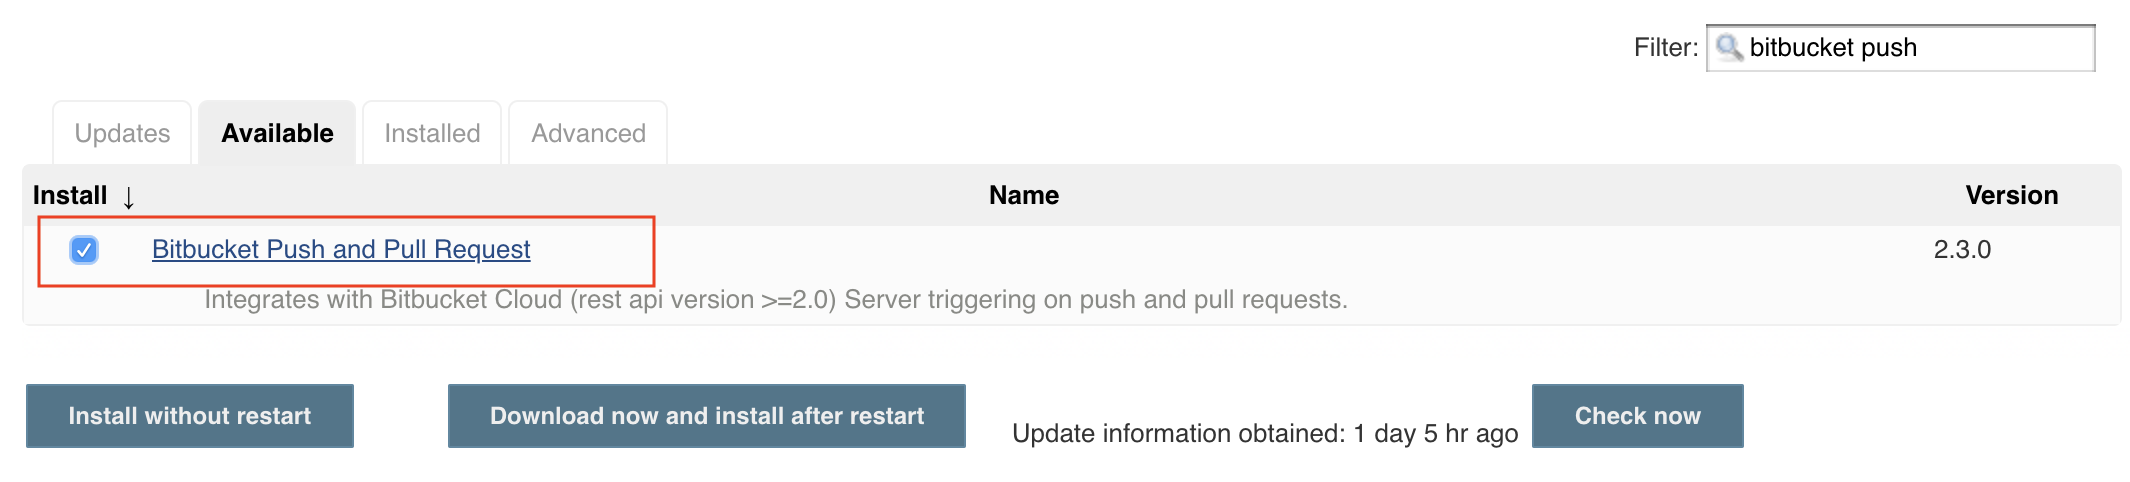 Filter: bitbucket push
Updates Available Installed Advanced
Install ↓ Name Version
Bitbucket Push and Pull Request 2.3.0
Integrates with Bitbucket Cloud (rest api version >=2.0) Server triggering on push and pull requests.
Install without restart Download now and install after restart Update information obtained: 1 day 5 hr ago Check now